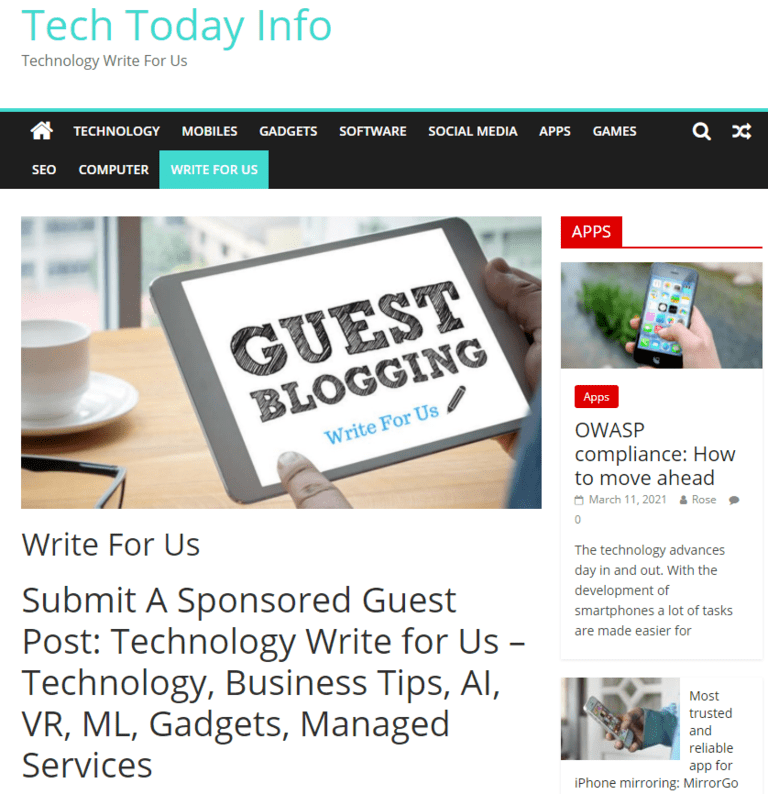 Tech Today Info
Technology Write For Us
TECHNOLOGY MOBILES GADGETS SOFTWARE SOCIAL MEDIA APPS GAMES
SEO COMPUTER WRITE FOR US
GUEST
BLOGGING
Write For Us
Write For Us
Submit A Sponsored Guest
Post: Technology Write for Us –
Technology, Business Tips, AI,
VR, ML, Gadgets, Managed
Services
APPS
Apps
OWASP
compliance: How
to move ahead
March 11, 2021 Rose
0
The technology advances
day in and out. With the
development of
smartphones a lot of tasks
are made easier for
Most
trusted
and
reliable
app for
iPhone mirroring: MirrorGo